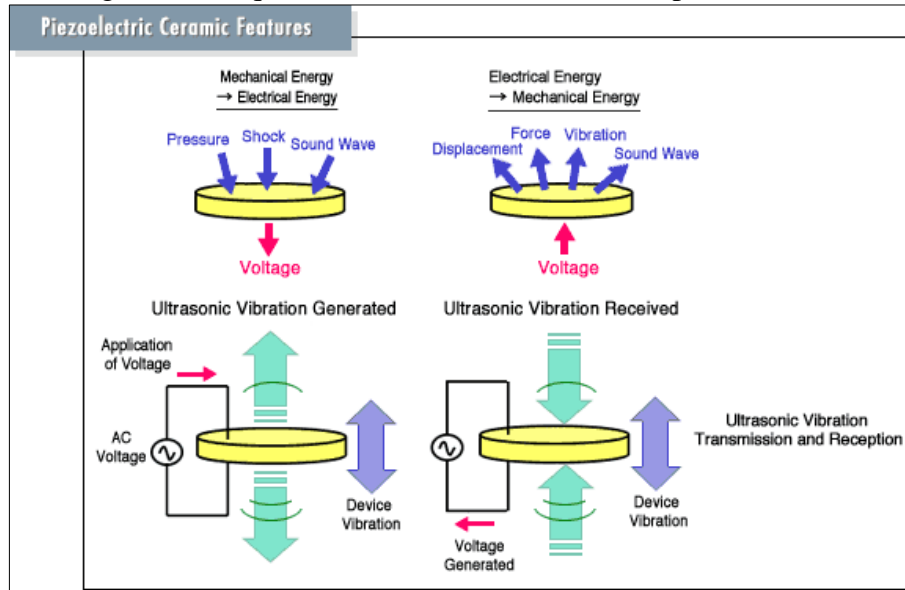 Piezoelectric Ceramic Features
Mechanical Energy
→ Electrical Energy
Pressure
Shock
Sound Wave
Voltage
Electrical Energy
→ Mechanical Energy
Displacement
Force
Vibration
Sound Wave
Voltage
Ultrasonic Vibration Generated
Application
of Voltage
AC
Voltage
Device
Vibration
Ultrasonic Vibration Received
Voltage
Generated
Device
Vibration
Ultrasonic Vibration
Transmission and Reception